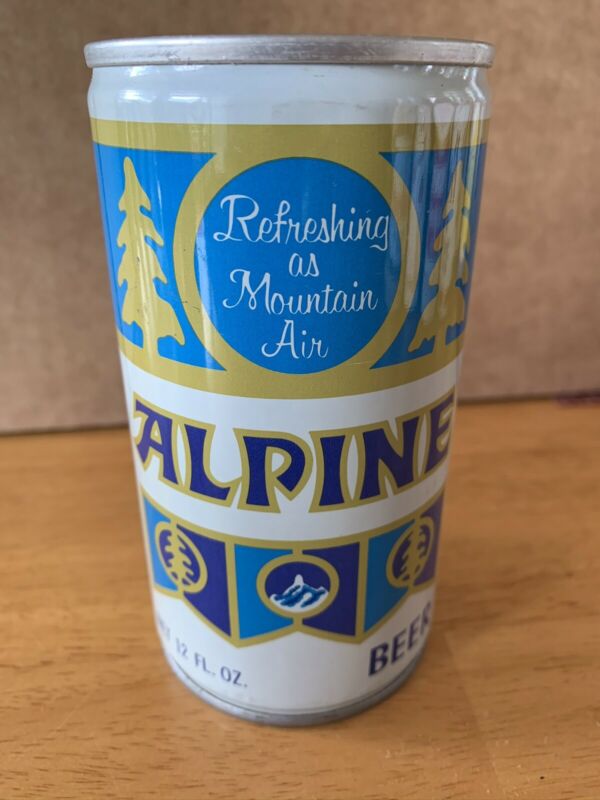 Refreshing
as
Mountain
Air
ALPINE
12 FL. OZ.
BEER